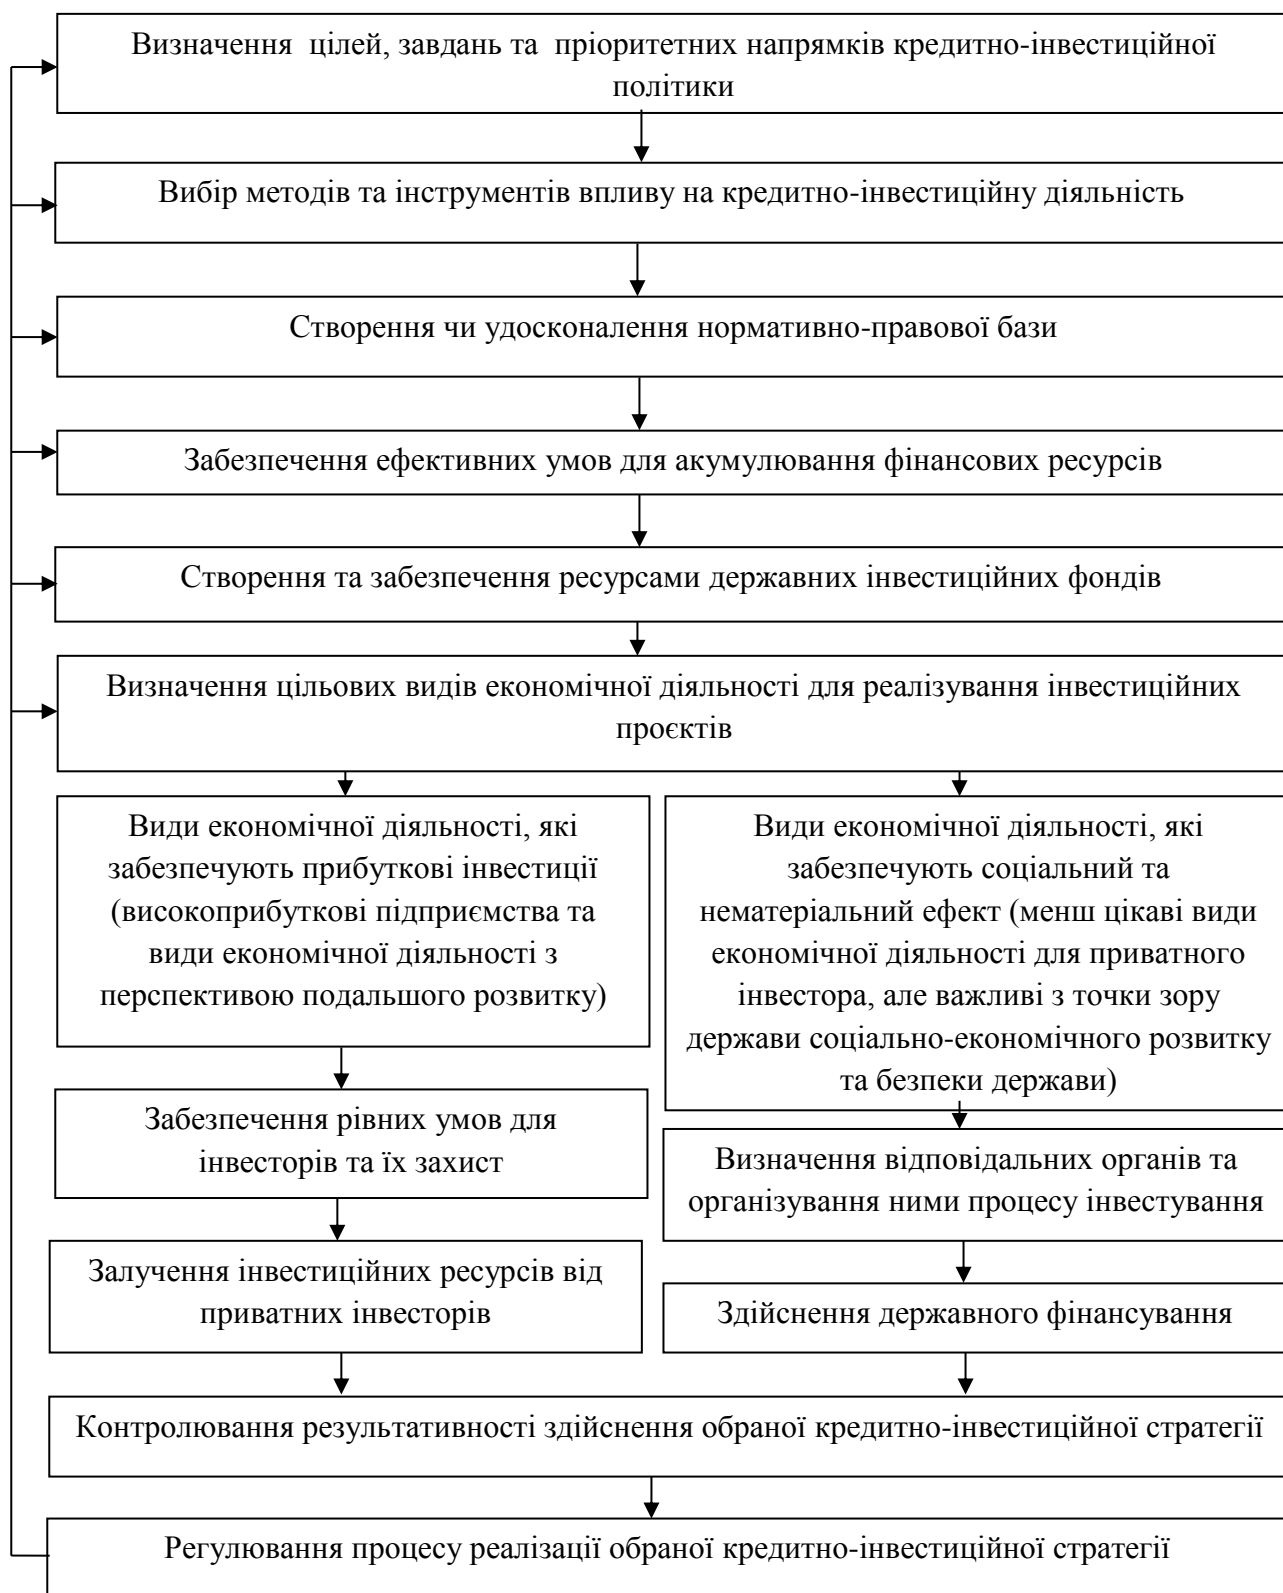 Визначення цілей, завдань та пріоритетних напрямків кредитно-інвестиційної
політики
Вибір методів та інструментів впливу на кредитно-інвестиційну діяльність
Створення чи удосконалення нормативно-правової бази
Забезпечення ефективних умов для акумулювання фінансових ресурсів
Створення та забезпечення ресурсами державних інвестиційних фондів
Визначення цільових видів економічної діяльності для реалізування інвестиційних
проєктів
Види економічної діяльності, які
забезпечують прибуткові інвестиції
(високоприбуткові підприємства та
види економічної діяльності з
перспективою подальшого розвитку)
Види економічної діяльності, які
забезпечують соціальний та
нематеріальний ефект (менш цікаві види
економічної діяльності для приватного
інвестора, але важливі з точки зору
держави соціально-економічного розвитку
та безпеки держави)
Забезпечення рівних умов для
інвесторів та їх захист
Визначення відповідальних органів та
організування ними процесу інвестування
Залучення інвестиційних ресурсів від
приватних інвесторів
Здійснення державного фінансування
Контролювання результативності здійснення обраної кредитно-інвестиційної стратегії
Регулювання процесу реалізації обраної кредитно-інвестиційної стратегії